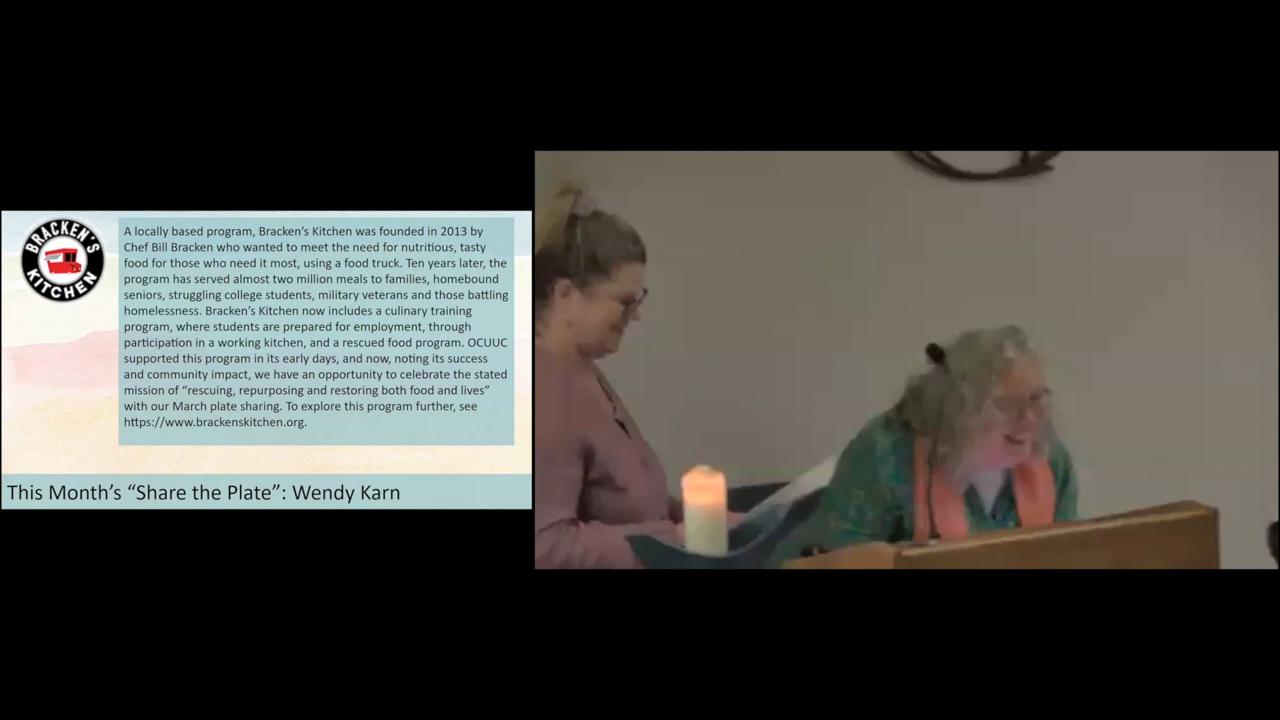 BRACKEN'S
KITCHEN
A locally based program, Bracken’s Kitchen was founded in 2013 by
Chef Bill Bracken who wanted to meet the need for nutritious, tasty
food for those who need it most, using a food truck. Ten years later, the
program has served almost two million meals to families, homebound
seniors, struggling college students, military veterans and those battling
homelessness. Bracken’s Kitchen now includes a culinary training
program, where students are prepared for employment, through
participation in a working kitchen, and a rescued food program. OCUUC
supported this program in its early days, and now, noting its success
and community impact, we have an opportunity to celebrate the stated
mission of “rescuing, repurposing and restoring both food and lives”
with our March plate sharing. To explore this program further, see
https://www.brackenskitchen.org.
This Month’s “Share the Plate”: Wendy Karn